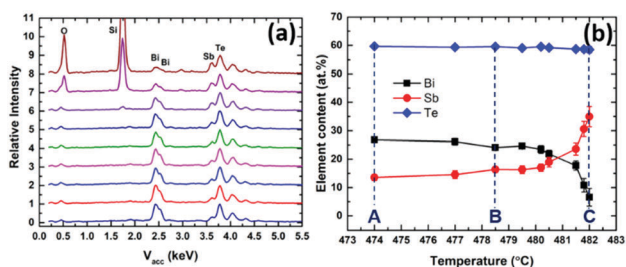 (a)
O
Si
Bi Bi
Sb
Te
11
10
9
8
7
6
5
4
3
2
1
0
Relative Intensity
0.0 0.5 1.0 1.5 2.0 2.5 3.0 3.5 4.0 4.5 5.0 5.5
Vacc (keV)
(b)
Bi
Sb
Te
70
60
50
40
30
20
10
0
Element content (at.%)
A
B
C
473 474 475 476 477 478 479 480 481 482 483
Temperature (°C)